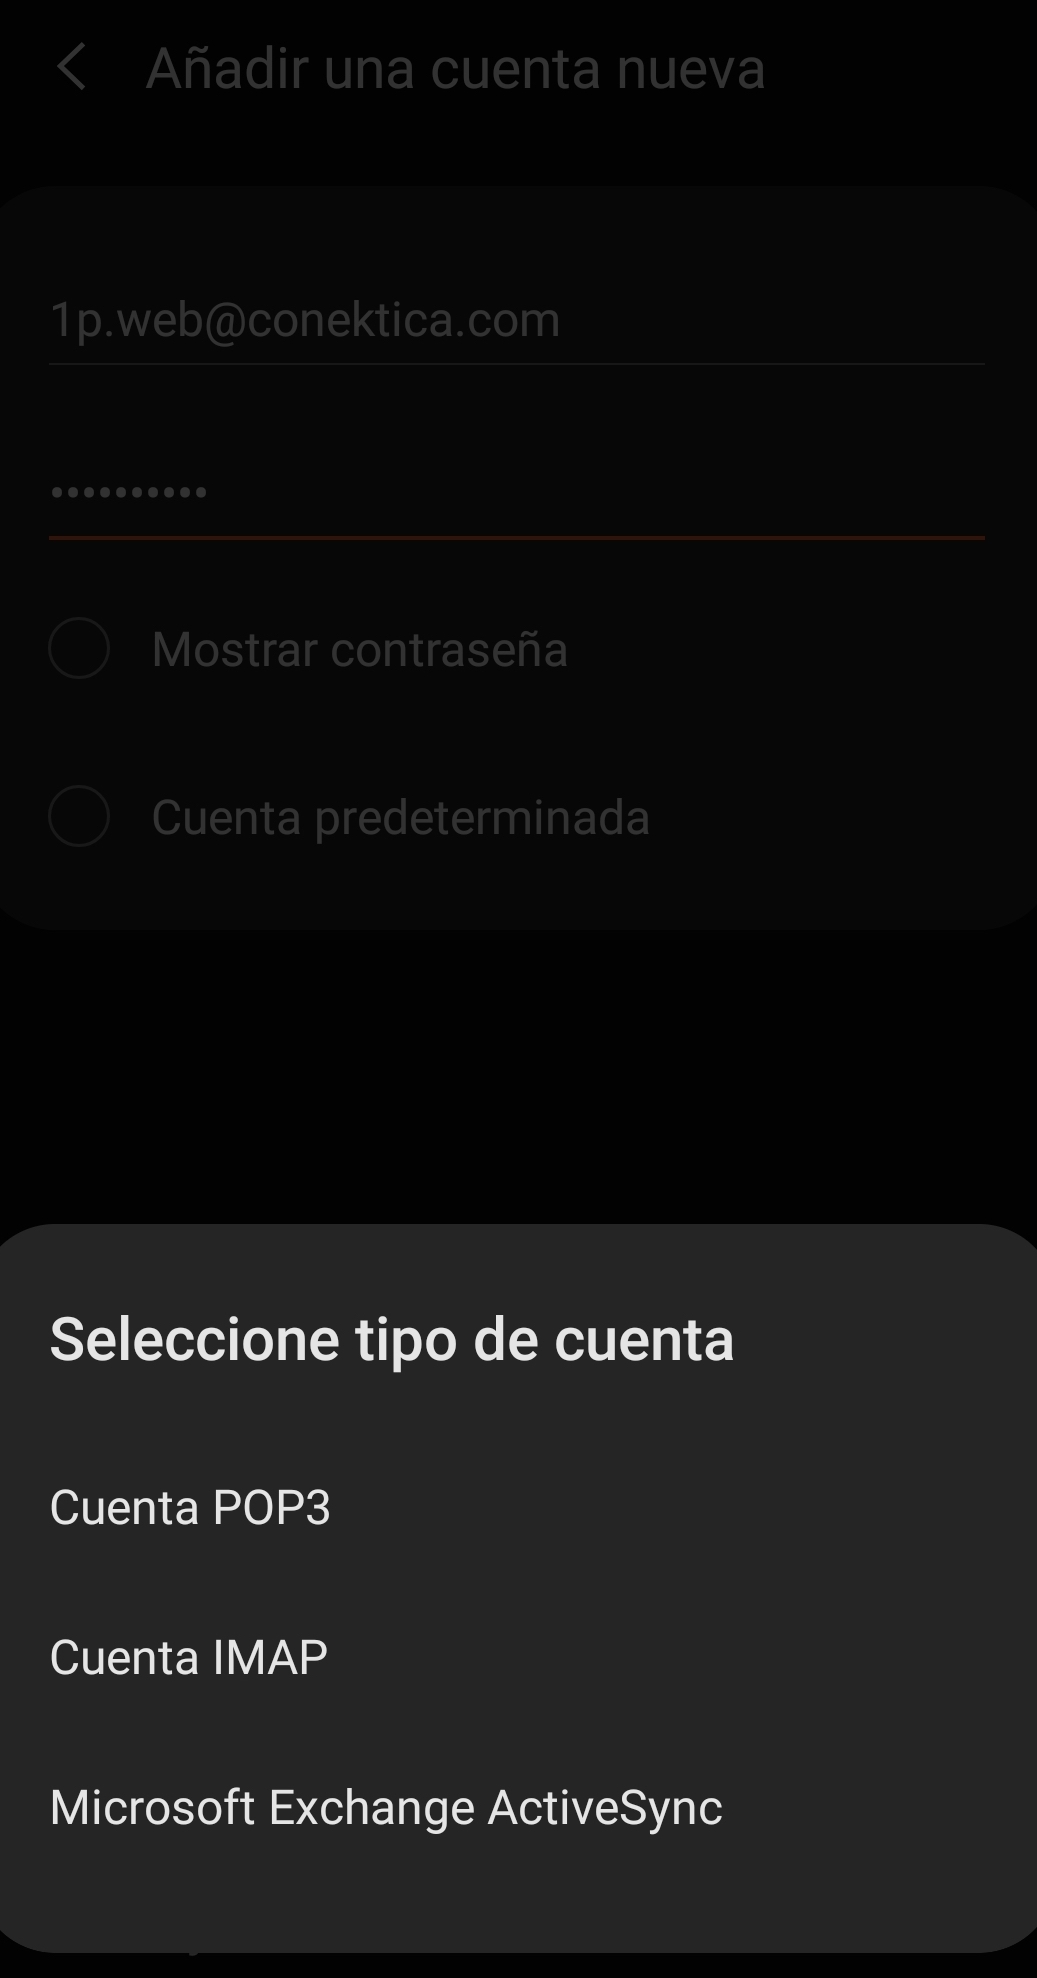 Añadir una cuenta nueva
1p.web@conektica.com
••••••••••
Mostrar contraseña
Cuenta predeterminada
Seleccione tipo de cuenta
Cuenta POP3
Cuenta IMAP
Microsoft Exchange ActiveSync